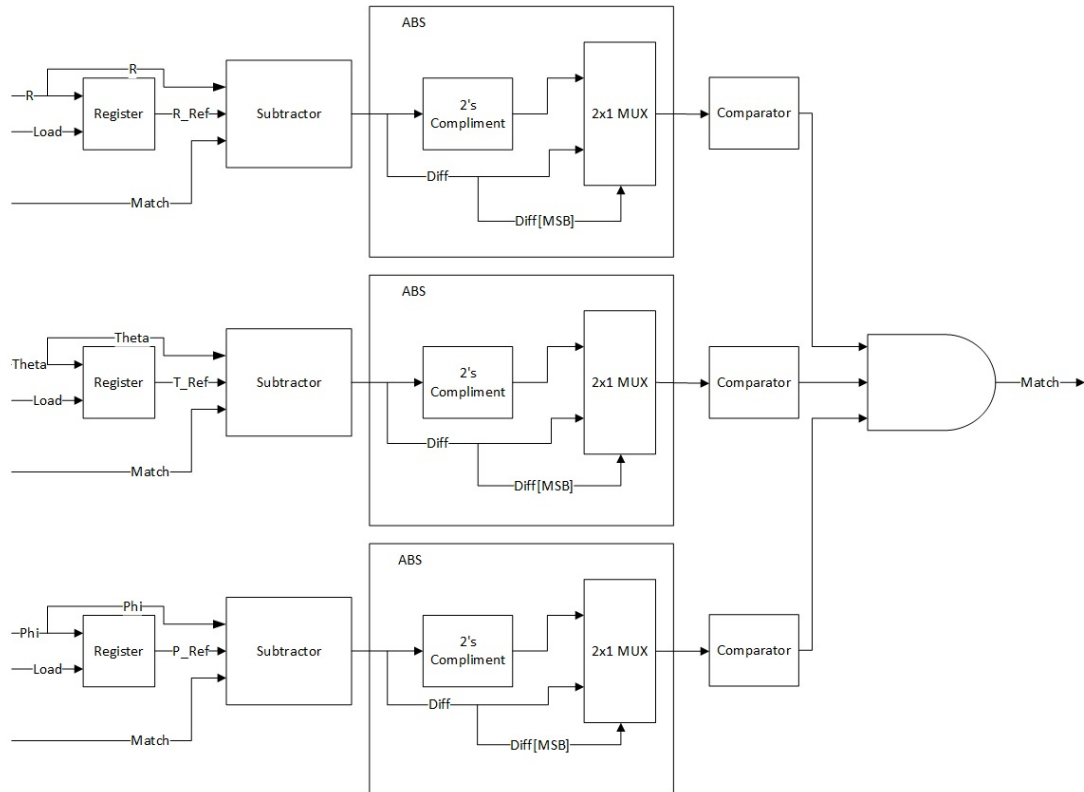 ABS
R
R
Register
R_Ref
Load
Subtractor
2's
Compliment
2x1 MUX
Comparator
Diff
Match
Diff[MSB]
ABS
Theta
Theta
Register
T_Ref
Load
Subtractor
2's
Compliment
2x1 MUX
Comparator
Match
Diff
Match
Diff[MSB]
ABS
Phi
Phi
Register
P_Ref
Load
Subtractor
2's
Compliment
2x1 MUX
Comparator
Diff
Match
Diff[MSB]